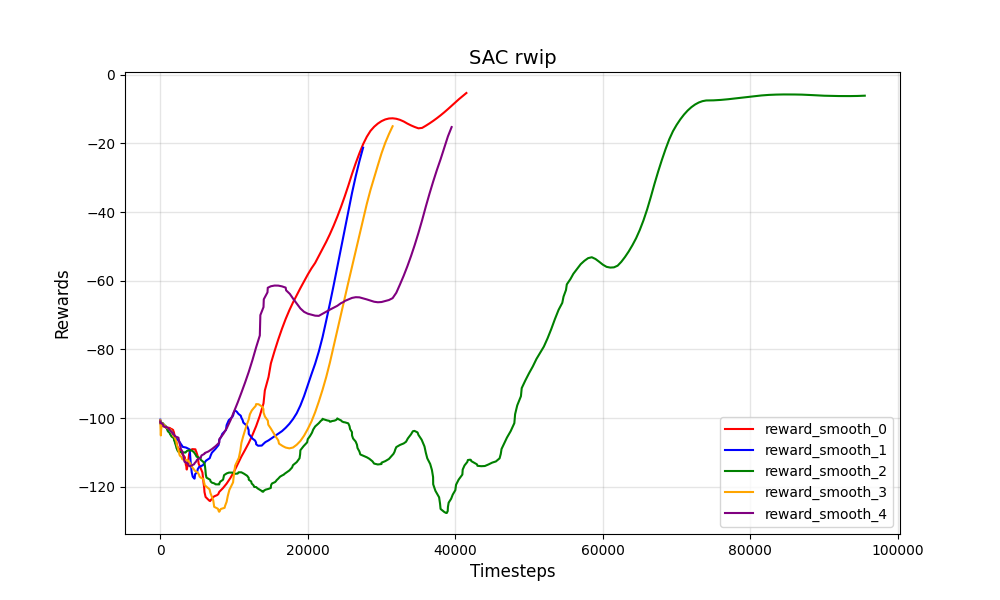 SAC rwip
Rewards
0
−20
−40
−60
−80
−100
−120
0 20000 40000 60000 80000 100000
Timesteps
reward_smooth_0
reward_smooth_1
reward_smooth_2
reward_smooth_3
reward_smooth_4